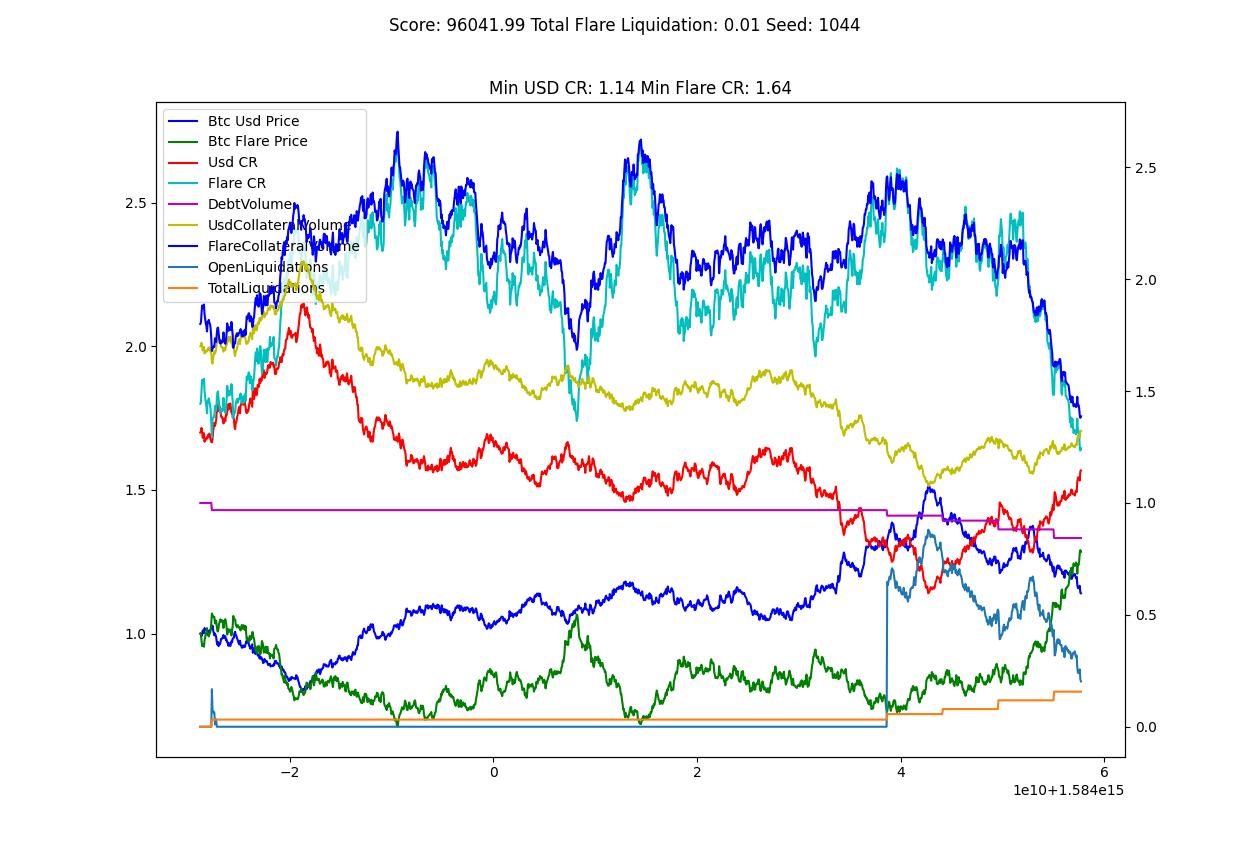 Score: 96041.99 Total Flare Liquidation: 0.01 Seed: 1044
Min USD CR: 1.14 Min Flare CR: 1.64
Btc Usd Price
Btc Flare Price
Usd CR
Flare CR
DebtVolume
UsdCollateralVolume
FlareCollateralVolume
OpenLiquidations
TotalLiquidations
2.5
2.0
1.5
1.0
2.5
2.0
1.5
1.0
0.5
0.0
−2
0
2
4
6
1e10+1.584e15